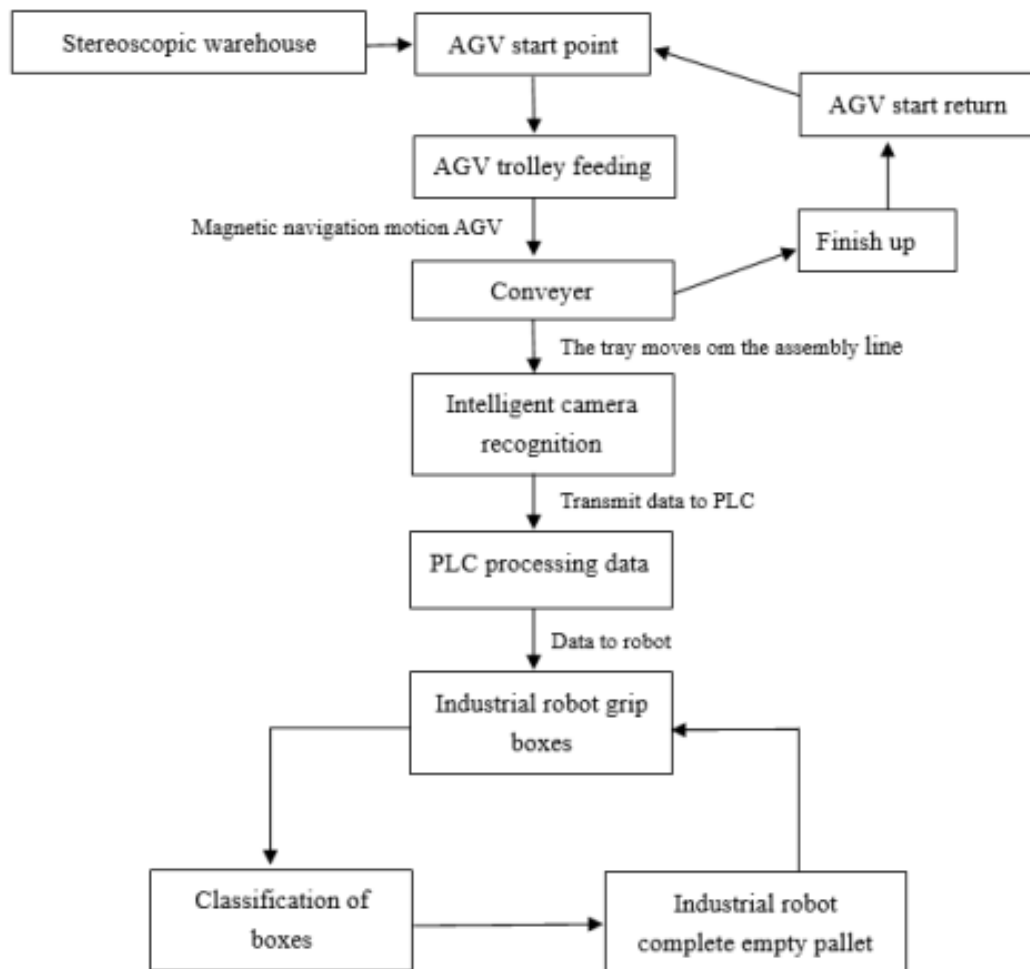 Stereoscopic warehouse
AGV start point
AGV start return
AGV trolley feeding
Magnetic navigation motion AGV
Finish up
Conveyer
The tray moves om the assembly line
Intelligent camera
recognition
Transmit data to PLC
PLC processing data
Data to robot
Industrial robot grip
boxes
Classification of
boxes
Industrial robot
complete empty pallet